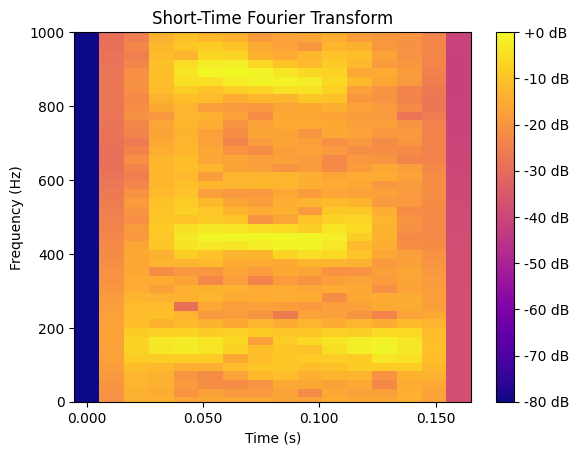 Short-Time Fourier Transform
1000
800
600
400
200
0
Frequency (Hz)
0.000
0.050
0.100
0.150
Time (s)
+0 dB
-10 dB
-20 dB
-30 dB
-40 dB
-50 dB
-60 dB
-70 dB
-80 dB